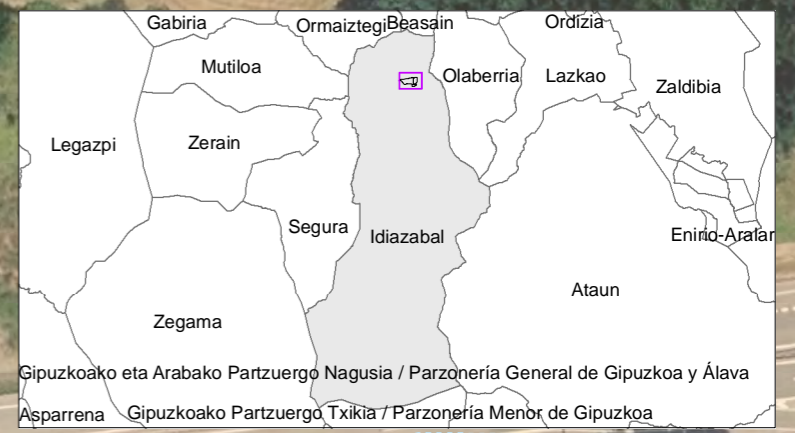 Gabiria
Ormaiztegi
Beasain
Ordizia
Mutiloa
Olaberria
Lazkao
Zaldibia
Legazpi
Zerain
Segura
Idiazabal
Enirio-Aralar
Ataun
Zegama
Gipuzkoako eta Arabako Partzuergo Nagusia / Parzonería General de Gipuzkoa y Álava
Asparrena
Gipuzkoako Partzuergo Txikia / Parzonería Menor de Gipuzkoa